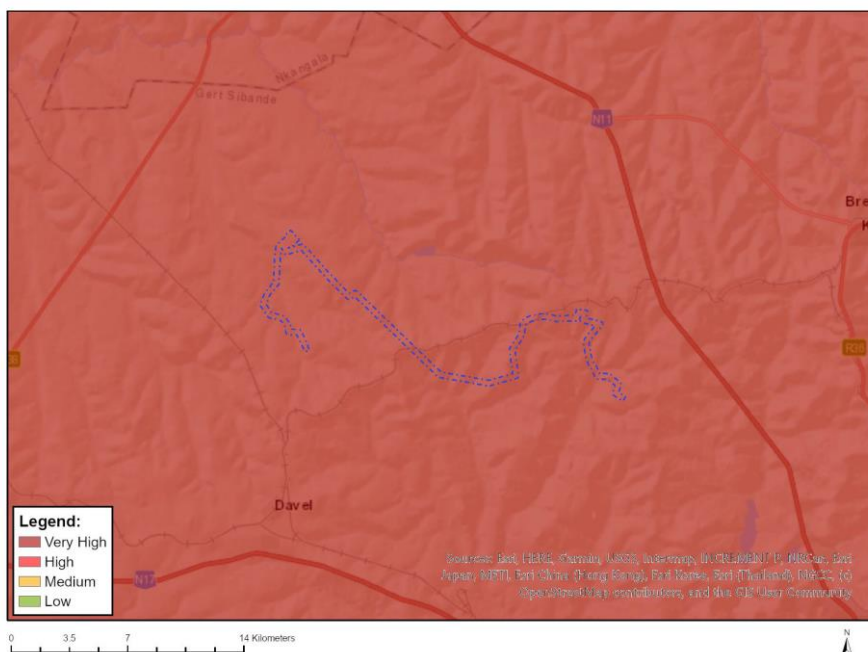 Nkangala
Gert Sibande
N11
Bre
K
R38
Davel
N17
Legend:
Very High
High
Medium
Low
Sources: Esri, HERE, Garmin, USGS, Intermap, INCREMENT P, NRCan, Esri
Japan, METI, Esri China (Hong Kong), Esri Korea, Esri (Thailand), NGCC, (c)
OpenStreetMap contributors, and the GIS User Community
0 3.5 7 14 Kilometers
N